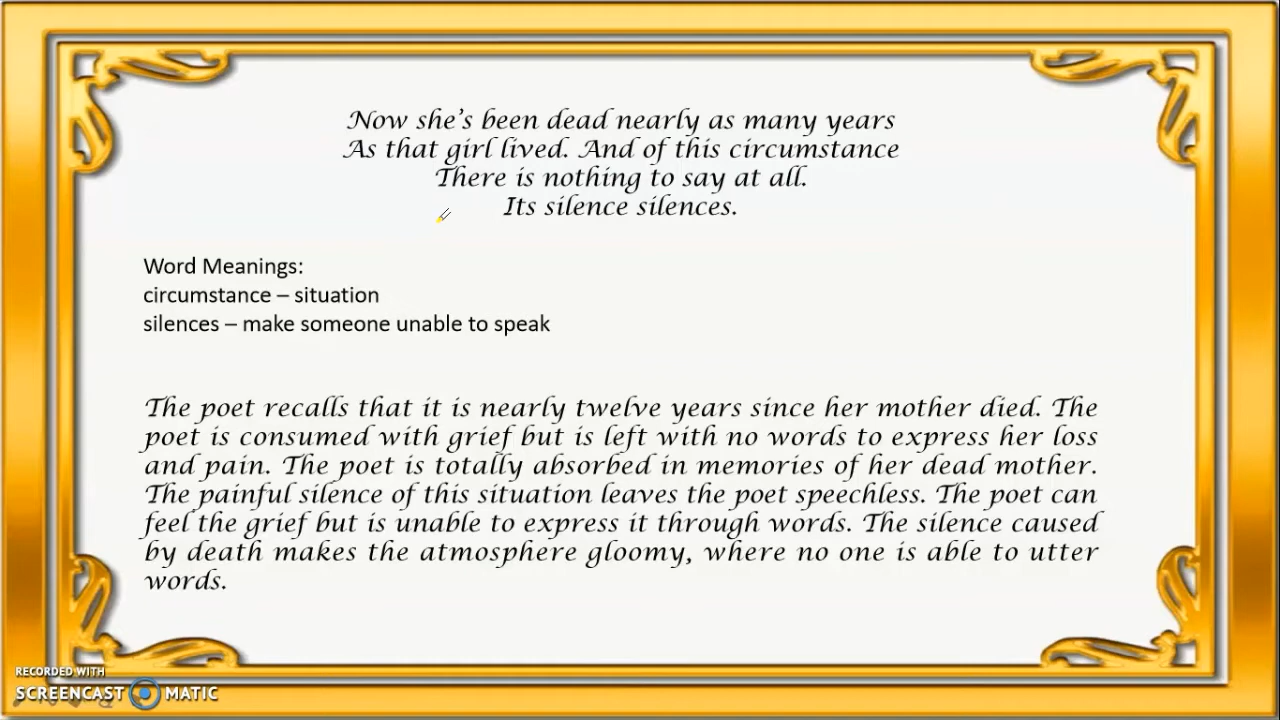 Now she's been dead nearly as many years
As that girl lived. And of this circumstance
There is nothing to say at all.
Its silence silences.
Word Meanings:
circumstance – situation
silences – make someone unable to speak
The poet recalls that it is nearly twelve years since her mother died. The
poet is consumed with grief but is left with no words to express her loss
and pain. The poet is totally absorbed in memories of her dead mother.
The painful silence of this situation leaves the poet speechless. The poet can
feel the grief but is unable to express it through words. The silence caused
by death makes the atmosphere gloomy, where no one is able to utter
words.
RECORDED WITH
SCREENCAST MATIC